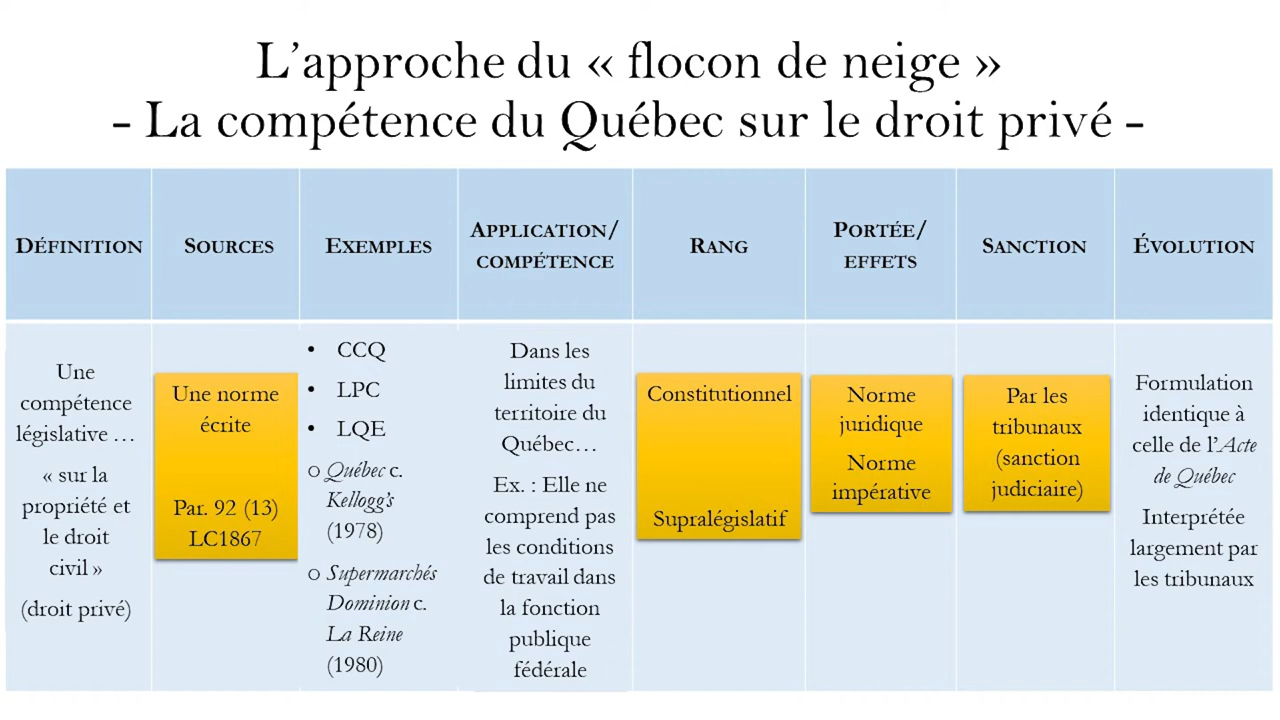 L’approche du « flocon de neige »
- La compétence du Québec sur le droit privé -
DÉFINITION
SOURCES
EXEMPLES
APPLICATION/
COMPÉTENCE
RANG
PORTÉE/
EFFETS
SANCTION
ÉVOLUTION
Une
compétence
législative …
« sur la
propriété et
le droit
civil »
(droit privé)
Une norme
écrite
Par. 92 (13)
LC1867
• CCQ
• LPC
• LQE
o Québec c.
Kellogg’s
(1978)
o Supermarchés
Dominion c.
La Reine
(1980)
Dans les
limites du
territoire du
Québec…
Ex. : Elle ne
comprend pas
les conditions
de travail dans
la fonction
publique
fédérale
Constitutionnel
Supralégislatif
Norme
juridique
Norme
impérative
Par les
tribunaux
(sanction
judiciaire)
Formulation
identique à
celle de l’Acte
de Québec
Interprétée
largement par
les tribunaux